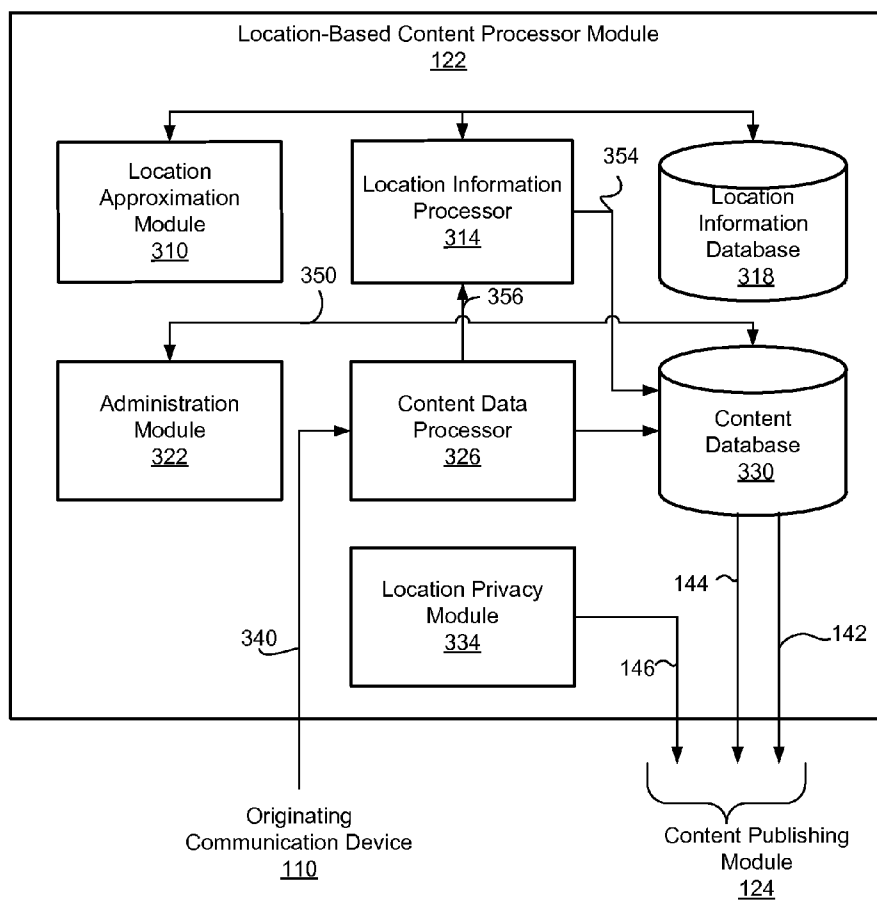 Location-Based Content Processor Module
122
Location
Approximation
Module
310
Location Information
Processor
314
354
Location
Information
Database
318
350
356
Administration
Module
322
Content Data
Processor
326
Content
Database
330
Location Privacy
Module
334
144
142
340
146
Originating
Communication Device
110
Content Publishing
Module
124